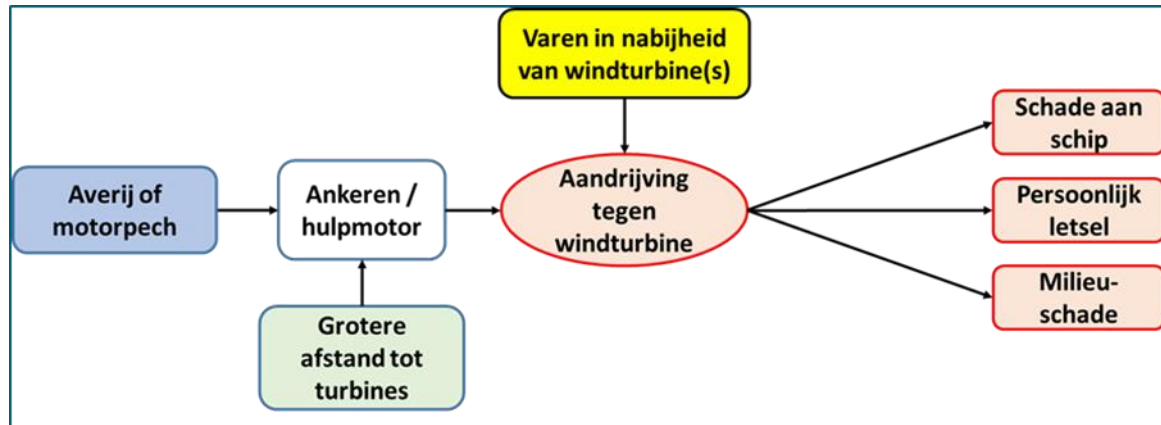 Varen in nabijheid
van windturbine(s)
Averij of
motorpech
Ankeren /
hulpmotor
Grotere
afstand tot
turbines
Aandrijving
tegen
windturbine
Schade aan
schip
Persoonlijk
letsel
Milieu-
schade